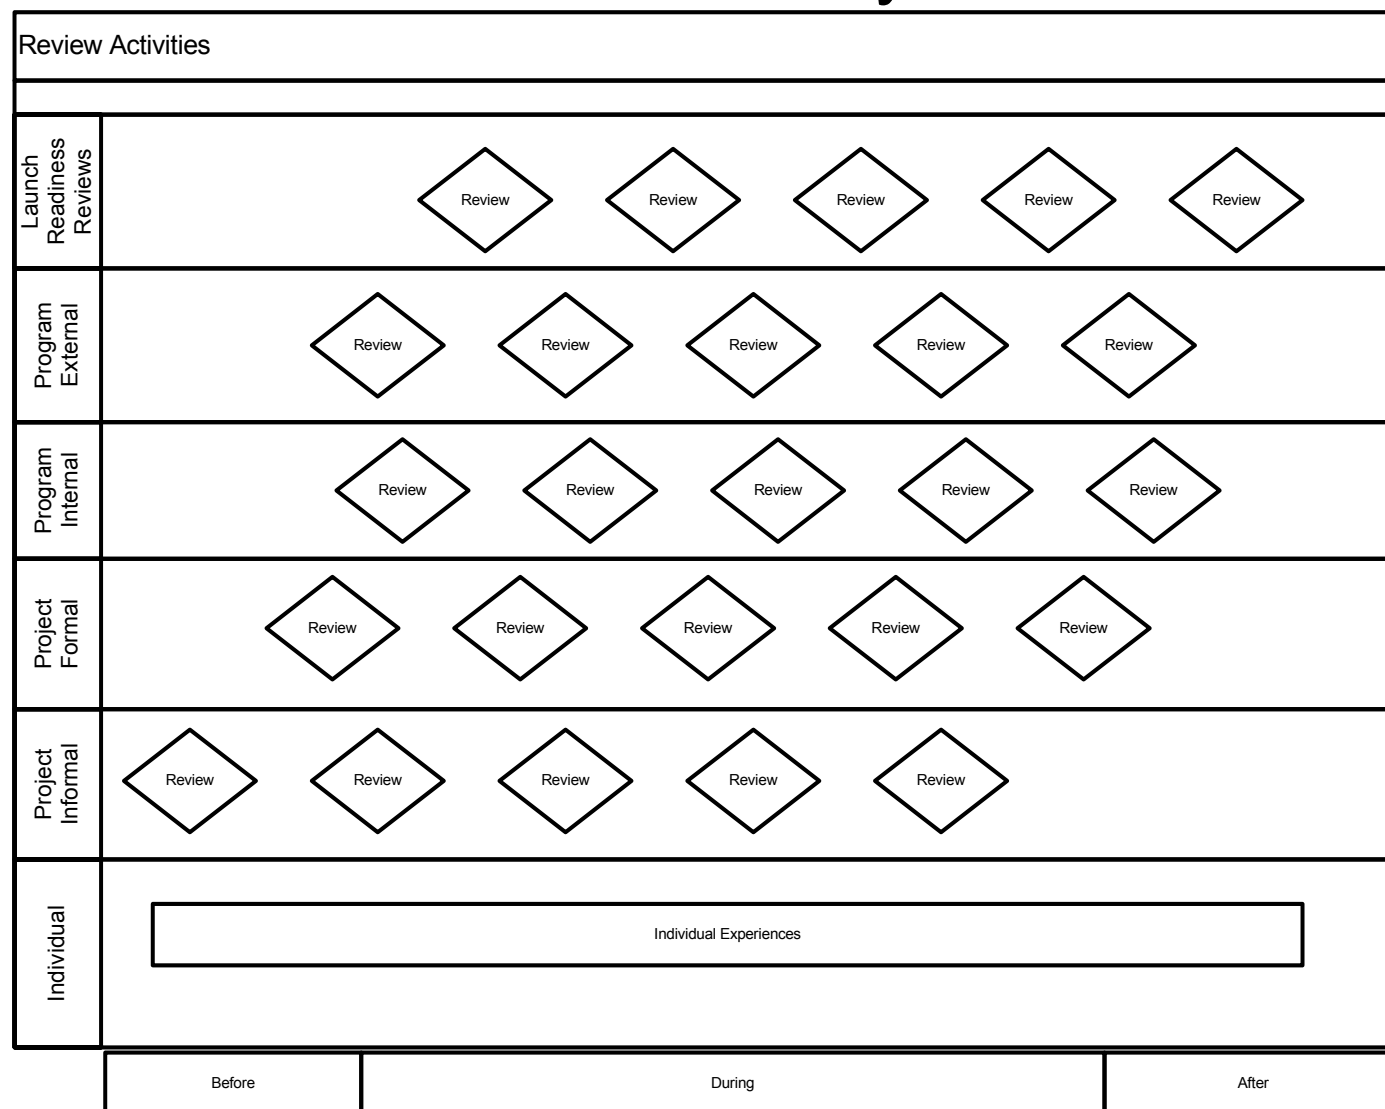 Review Activities
Launch
Readiness
Reviews
Review Review Review Review Review
Program
External
Review Review Review Review Review
Program
Internal
Review Review Review Review Review
Project
Formal
Review Review Review Review Review
Project
Informal
Review Review Review Review Review
Individual
Individual Experiences
Before During After